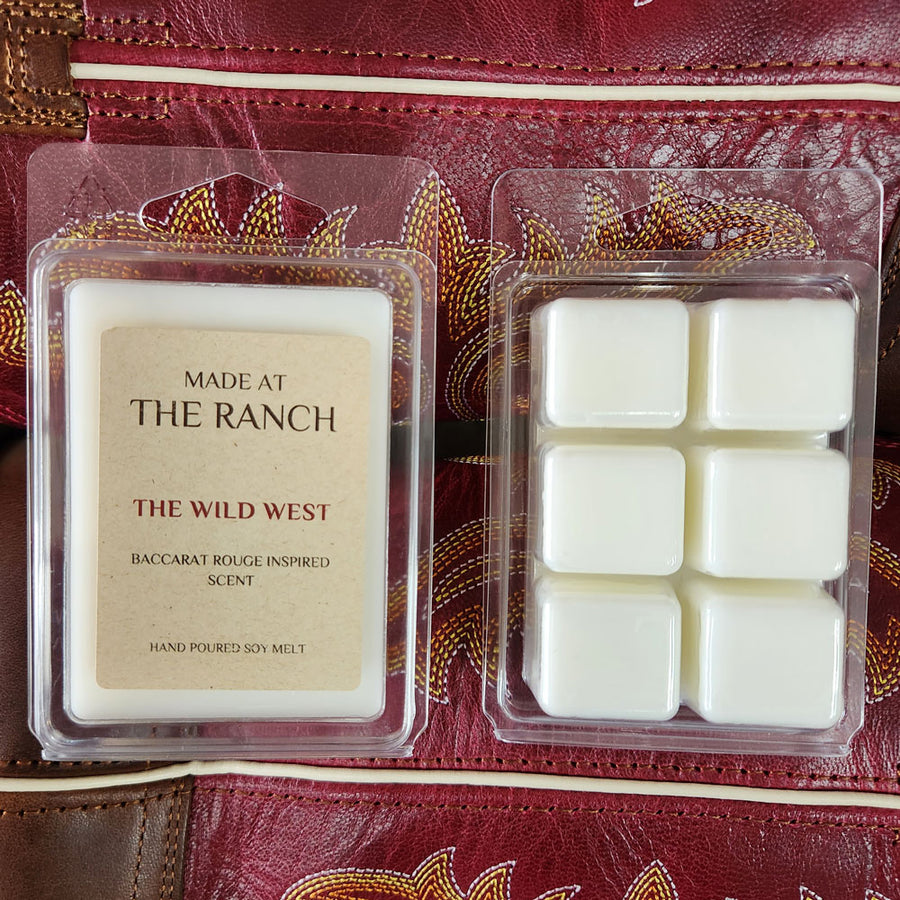 MADE AT
THE RANCH
THE WILD WEST
BACCARAT ROUGE INSPIRED
SCENT
HAND POURED SOY MELT